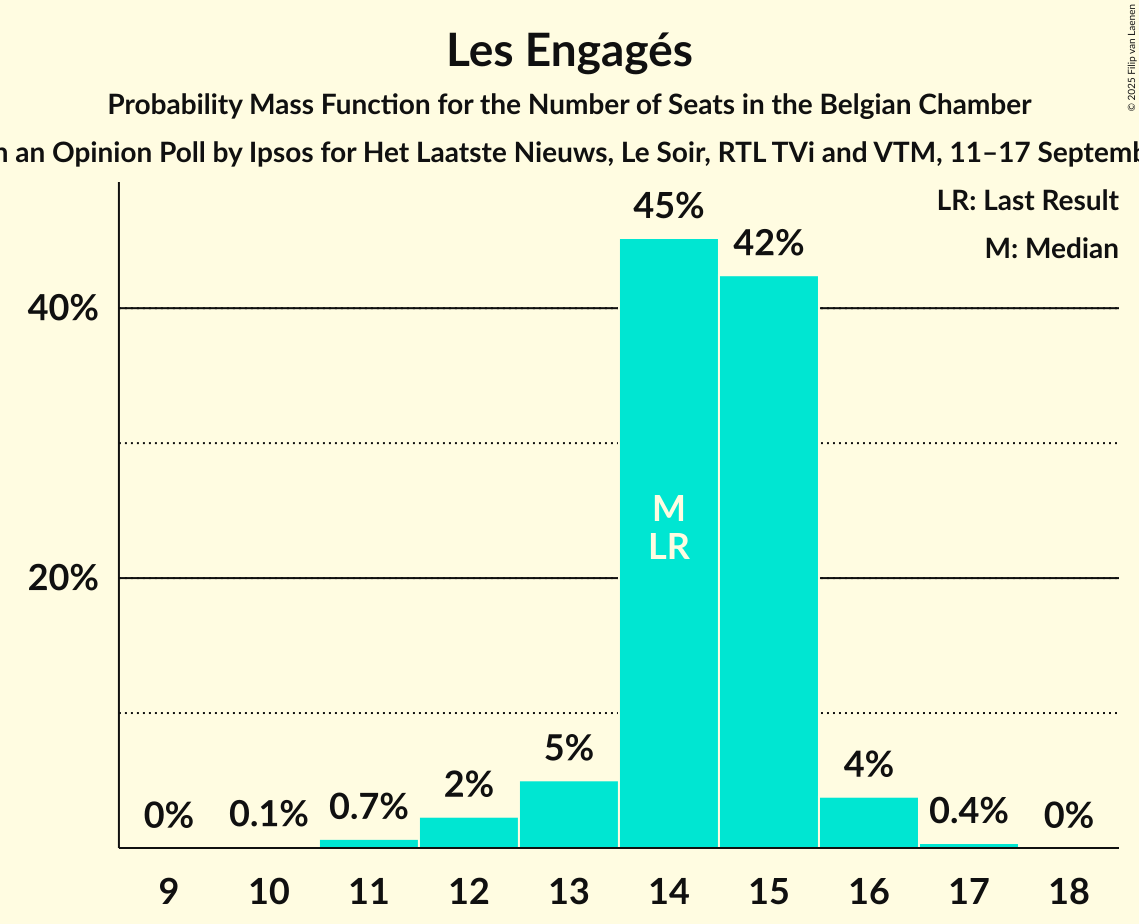 Les Engagés
Probability Mass Function for the Number of Seats in the Belgian Chamber
an Opinion Poll by Ipsos for Het Laatste Nieuws, Le Soir, RTL TVi and VTM, 11–17
© 2025 Filip van Laenen
LR: Last Result
M: Median
45%
42%
40%
M
LR
20%
5%
4%
2%
0.7%
0.4%
0.1%
0%
0%
9 10 11 12 13 14 15 16 17 18